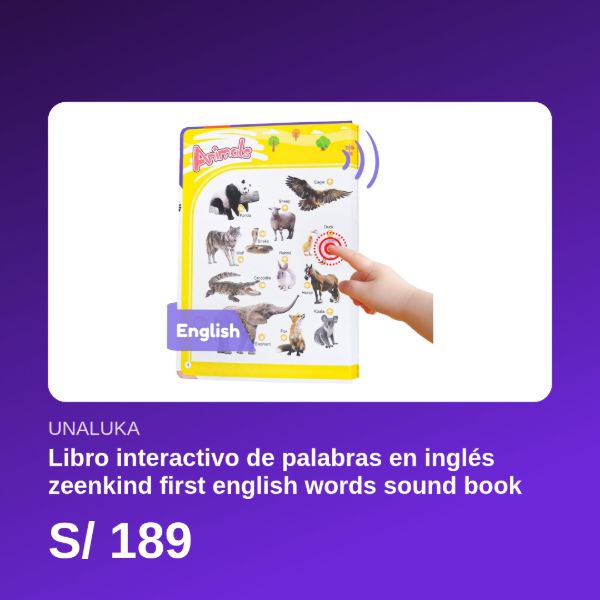 Animals
Panda
Eagle
Sheep
Duck
Wolf
Snake
Rabbit
Crocodile
Horse
Koala
Elephant
Fox
English
UNALUKA
Libro interactivo de palabras en inglés
zeenkind first english words sound book
S/ 189